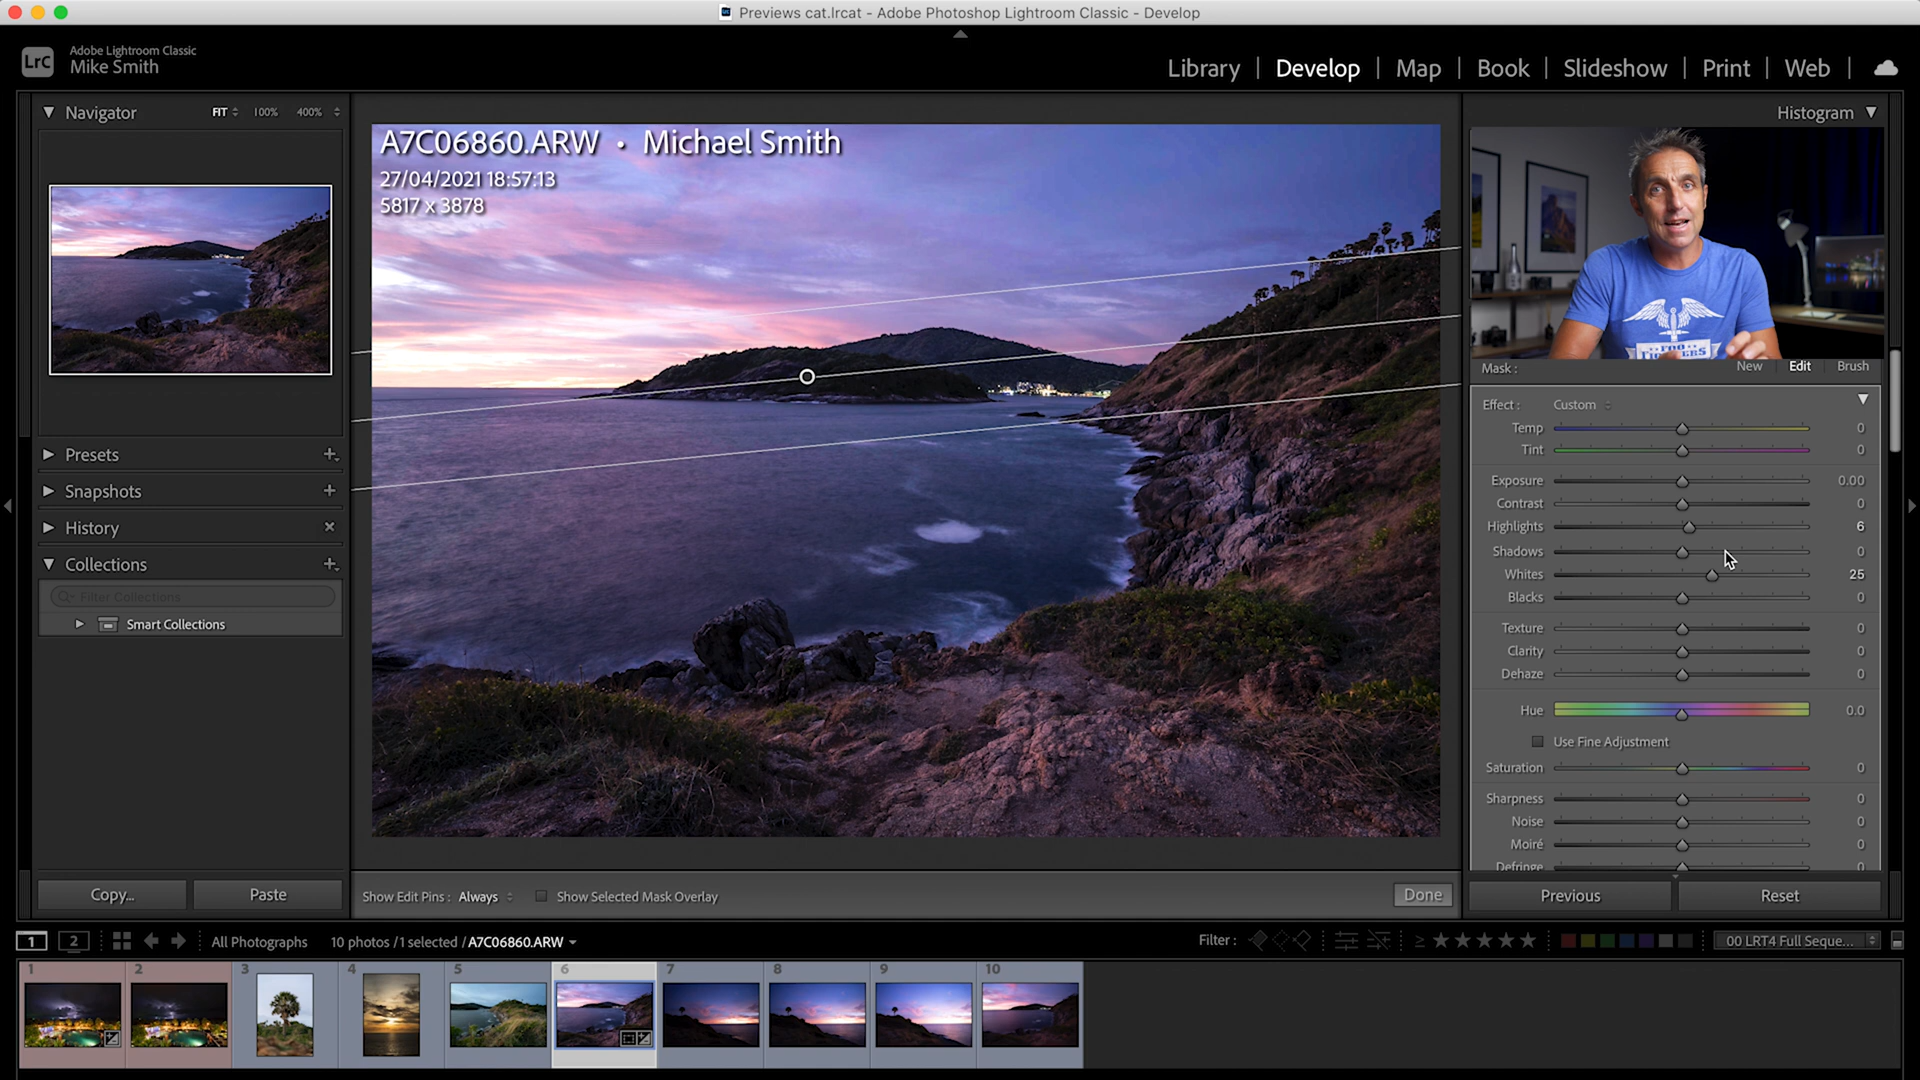 Previews cat.lrcat - Adobe Photoshop Lightroom Classic - Develop
LrC
Adobe Lightroom Classic
Mike Smith
Library | Develop | Map | Book | Slideshow | Print | Web |
Navigator FIT 100% 400%
Histogram
A7C06860.ARW • Michael Smith
27/04/2021 18:57:13
5817 x 3878
Mask : New Edit Brush
Effect : Custom
Temp 0
Tint 0
Exposure 0.00
Contrast 0
Highlights 6
Shadows 0
Whites 25
Blacks 0
Texture 0
Clarity 0
Dehaze 0
Hue 0.0
Use Fine Adjustment
Saturation 0
Sharpness 0
Noise 0
Moiré 0
Defringe 0
Presets
Snapshots
History
Collections
Filter Collections
Smart Collections
Copy... Paste
Show Edit Pins : Always Show Selected Mask Overlay Done
Previous Reset
1 2 All Photographs 10 photos /1 selected /A7C06860.ARW Filter : 00 LRT4 Full Seque...
1 2 3 4 5 6 7 8 9 10